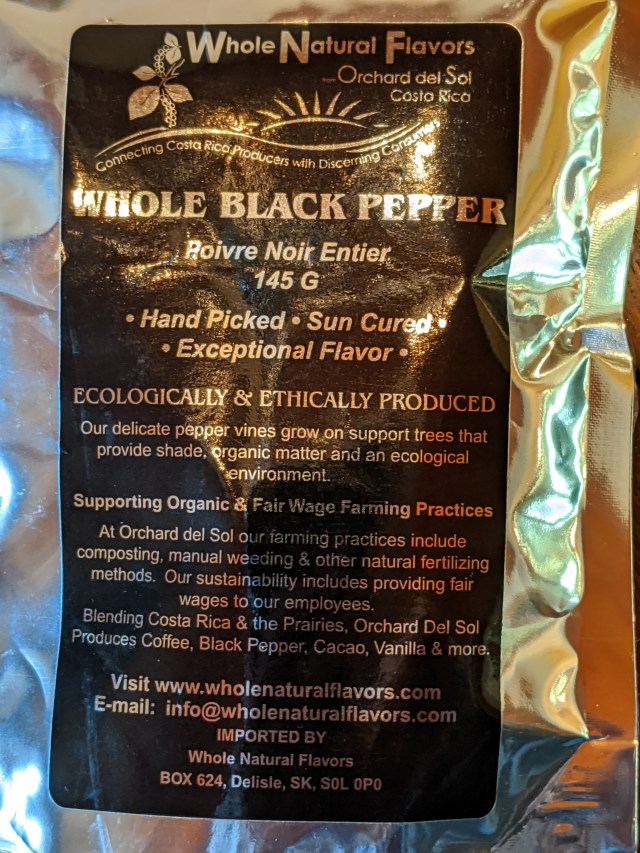 Whole Natural Flavors
from Orchard del Sol
Costa Rica
Connecting Costa Rica Producers with Discerning Consumers
WHOLE BLACK PEPPER
Poivre Noir Entier
145 G
• Hand Picked • Sun Cured •
• Exceptional Flavor •
ECOLOGICALLY & ETHICALLY PRODUCED
Our delicate pepper vines grow on support trees that
provide shade, organic matter and an ecological
environment.
Supporting Organic & Fair Wage Farming Practices
At Orchard del Sol our farming practices include
composting, manual weeding & other natural fertilizing
methods. Our sustainability includes providing fair
wages to our employees.
Blending Costa Rica & the Prairies, Orchard Del Sol
Produces Coffee, Black Pepper, Cacao, Vanilla & more.
Visit www.wholenaturalflavors.com
E-mail: info@wholenaturalflavors.com
IMPORTED BY
Whole Natural Flavors
BOX 624, Delisle, SK, S0L 0P0